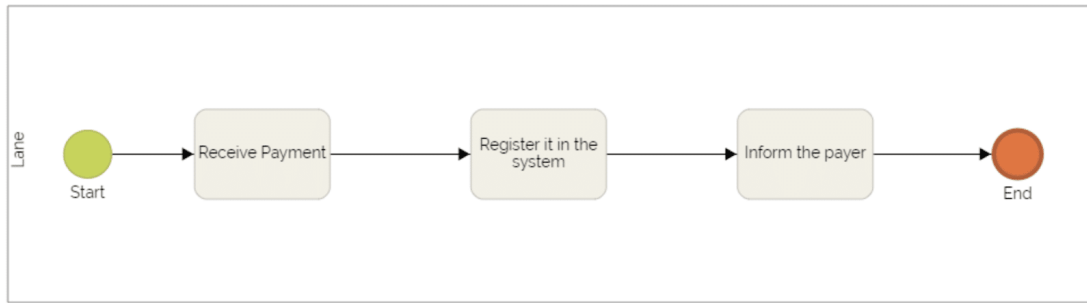 Lane
Start
Receive Payment
Register it in the
system
Inform the payer
End